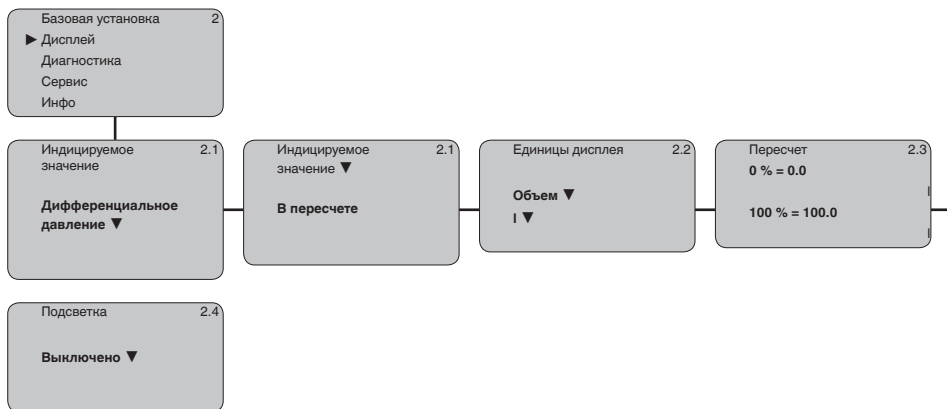 Базовая установка 2
▶ Дисплей
Диагностика
Сервис
Инфо
Индицируемое 2.1
значение
Дифференциальное
давление ▼
Индицируемое 2.1
значение ▼
В пересчете
Единицы дисплея 2.2
Объем ▼
l ▼
Пересчет 2.3
0 % = 0.0
l
100 % = 100.0
l
Подсветка 2.4
Выключено ▼